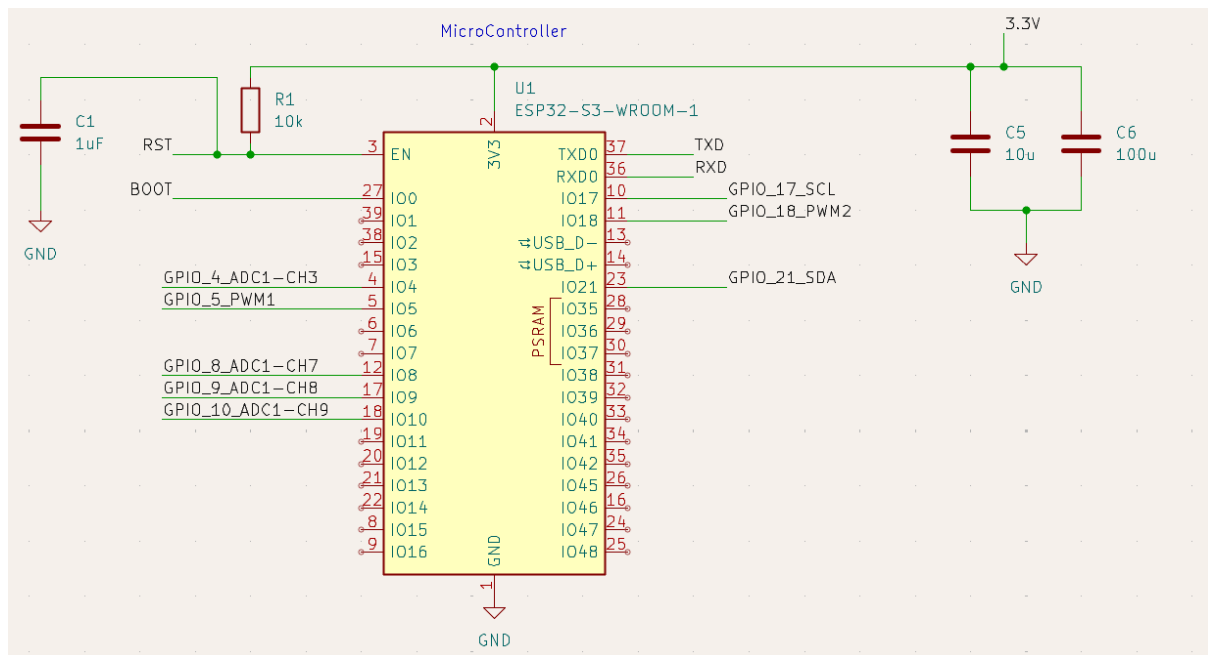 MicroController
3.3V
U1
ESP32-S3-WROOM-1
R1
10k
C1
1uF
C5
10u
C6
100u
GND
GND
GND
RST
BOOT
GPIO_4_ADC1-CH3
GPIO_5_PWM1
GPIO_8_ADC1-CH7
GPIO_9_ADC1-CH8
GPIO_10_ADC1-CH9
2
3V3
3 EN
27 IO0
39 IO1
38 IO2
15 IO3
4 IO4
5 IO5
6 IO6
7 IO7
12 IO8
17 IO9
18 IO10
19 IO11
20 IO12
21 IO13
22 IO14
8 IO15
9 IO16
TXD0 37 TXD
RXD0 36 RXD
IO17 10 GPIO_17_SCL
IO18 11 GPIO_18_PWM2
USB_D- 13
USB_D+ 14
IO21 23 GPIO_21_SDA
PSRAM
IO35 28
IO36 29
IO37 30
IO38 31
IO39 32
IO40 33
IO41 34
IO42 35
IO45 26
IO46 16
IO47 24
IO48 25
GND
1